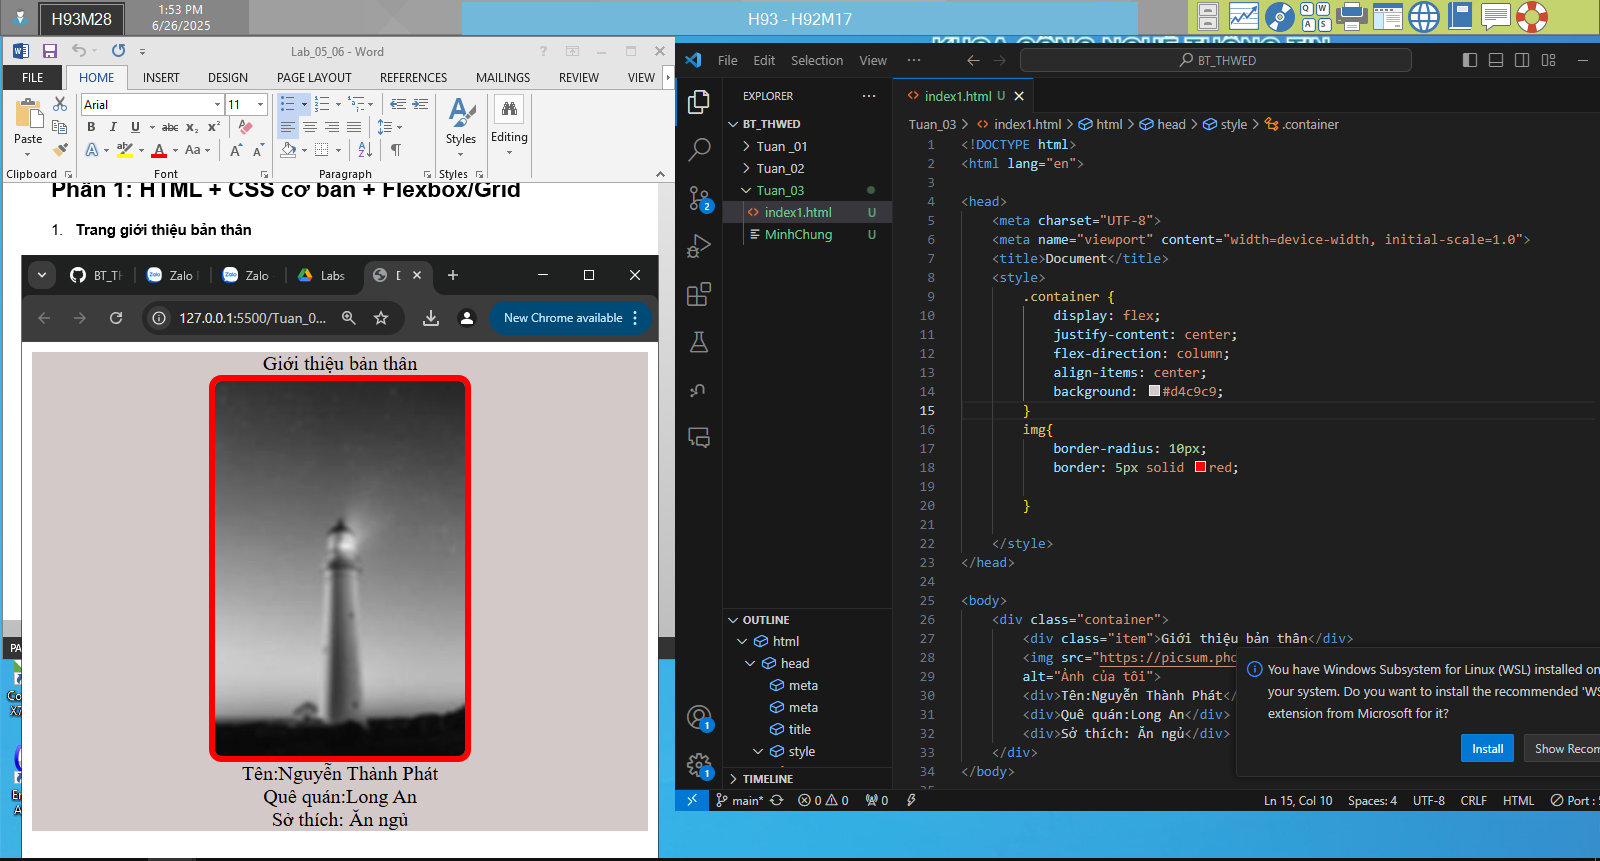 H93M28
1:53 PM
6/26/2025
H93 - H92M17
Lab_05_06 - Word
FILE
HOME
INSERT
DESIGN
PAGE LAYOUT
REFERENCES
MAILINGS
REVIEW
VIEW
Paste
Arial
11
Styles
Editing
Clipboard
Font
Paragraph
Styles
Phần 1: HTML + CSS cơ bản + Flexbox/Grid
1. Trang giới thiệu bản thân
Zalo
Zalo
Labs
127.0.0.1:5500/Tuan_0...
New Chrome available
Giới thiệu bản thân
Tên:Nguyễn Thành Phát
Quê quán:Long An
Sở thích: Ăn ngủ
KHOA CÔNG NGHỆ THÔNG TIN
File Edit Selection View ...
BT_THWED
EXPLORER
BT_THWED
Tuan _01
Tuan_02
Tuan_03
index1.html U
MinhChung U
OUTLINE
html
head
meta
meta
title
style
TIMELINE
index1.html U
Tuan_03 > index1.html > html > head > style > .container
1 <!DOCTYPE html>
2 <html lang="en">
3
4 <head>
5 <meta charset="UTF-8">
6 <meta name="viewport" content="width=device-width, initial-scale=1.0">
7 <title>Document</title>
8 <style>
9 .container {
10 display: flex;
11 justify-content: center;
12 flex-direction: column;
13 align-items: center;
14 background: #d4c9c9;
15 }
16 img{
17 border-radius: 10px;
18 border: 5px solid red;
19
20 }
21
22 </style>
23 </head>
24
25 <body>
26 <div class="container">
27 <div class="item">Giới thiệu bản thân</div>
28 <img src="https://picsum.pho
29 alt="Ảnh của tôi">
30 <div>Tên:Nguyễn Thành Phát</
31 <div>Quê quán:Long An</div>
32 <div>Sở thích: Ăn ngủ</div>
33 </div>
34 </body>
You have Windows Subsystem for Linux (WSL) installed on
your system. Do you want to install the recommended 'WS
extension from Microsoft for it?
Install
Show Recom
main*
0 0
0
Ln 15, Col 10
Spaces: 4
UTF-8
CRLF
HTML
Port :